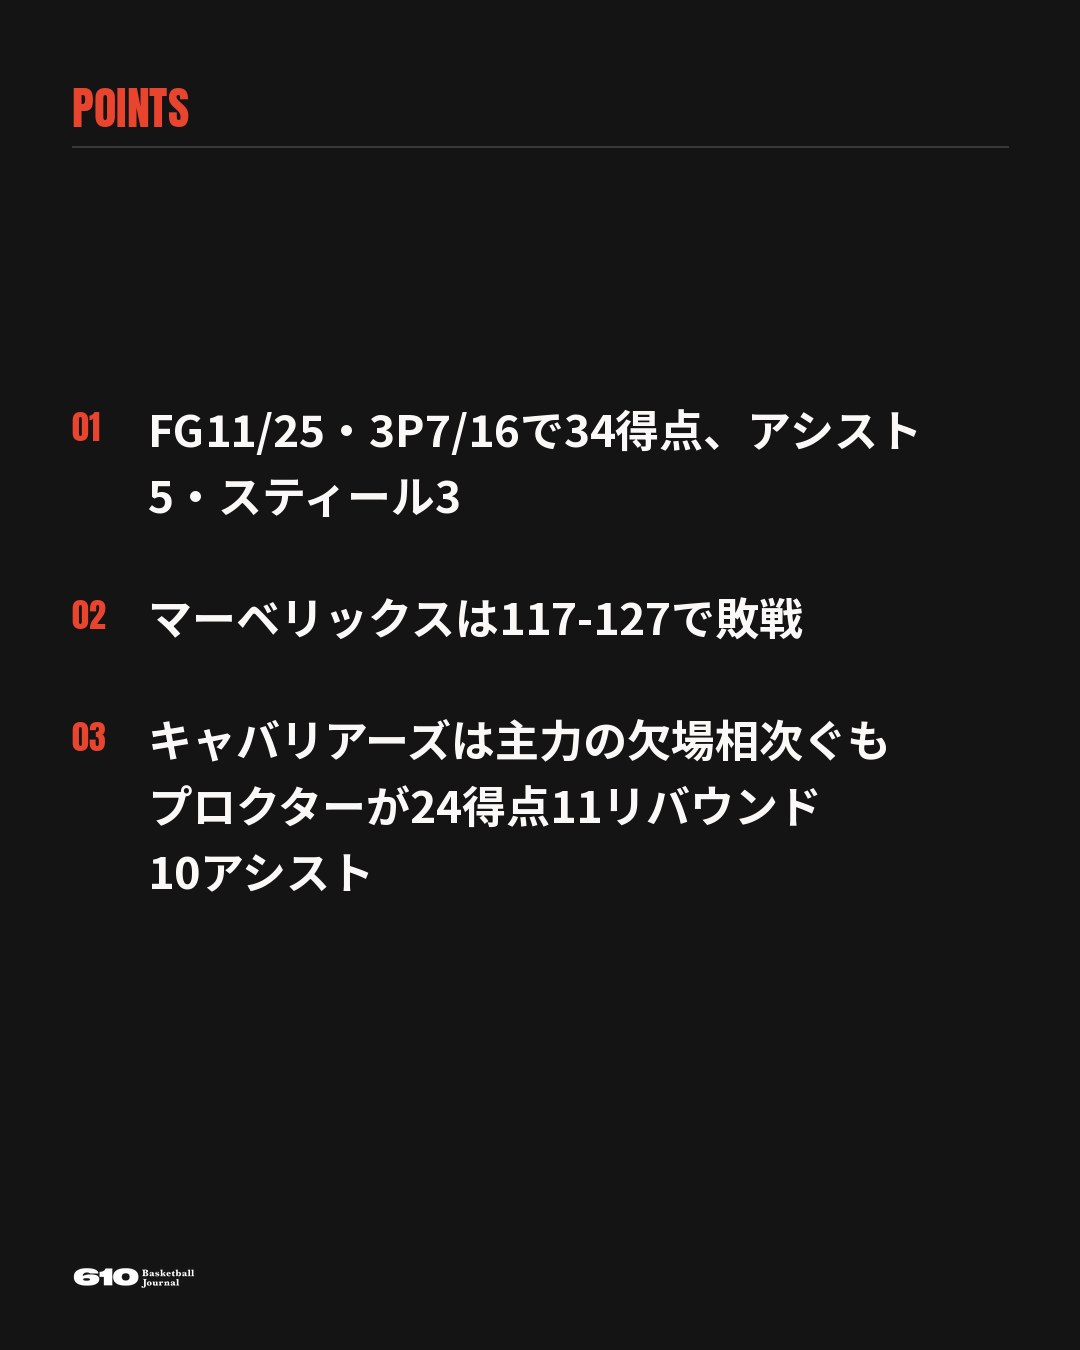 POINTS
01 FG11/25・3P7/16で34得点、アシスト
5・スティール3
02 マーベリックスは117-127で敗戦
03 キャバリアーズは主力の欠場相次ぐも
プロクターが24得点11リバウンド
10アシスト
610 Basketball
Journal